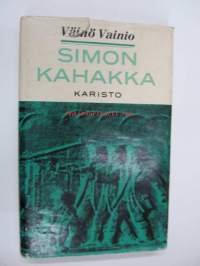 Väinö Vainio
SIMON
KAHAKKA
KARISTO